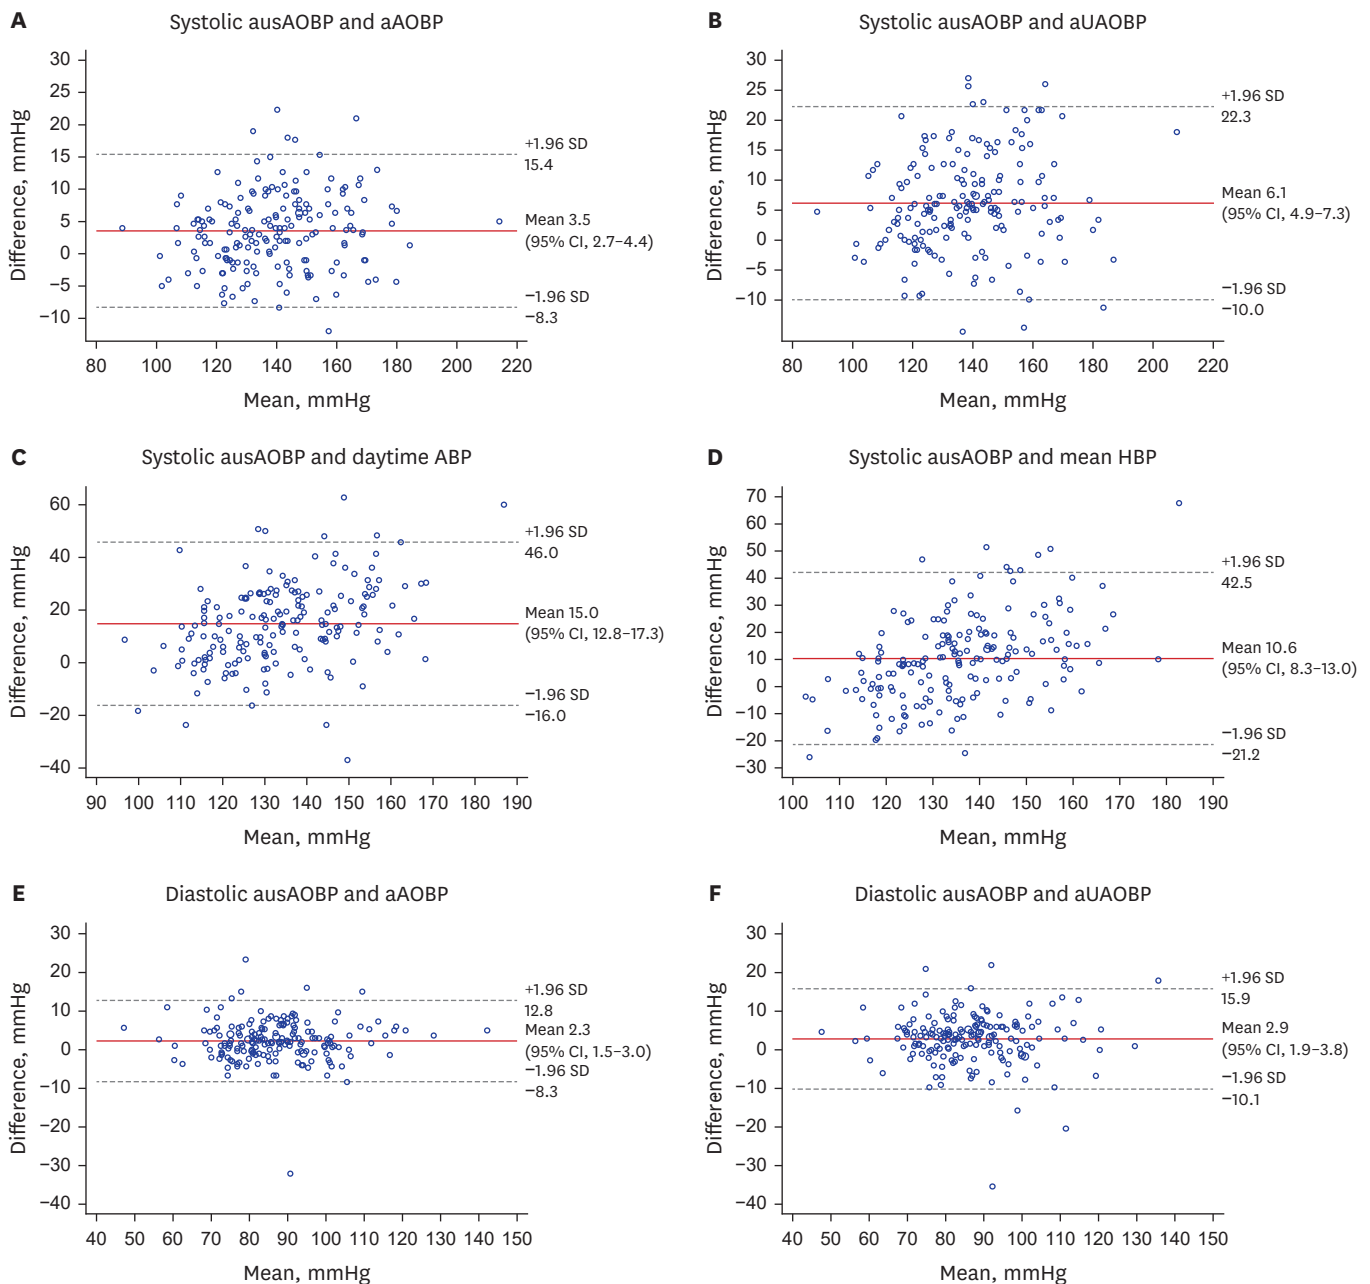 A
Systolic ausAOBP and aAOBP
30
25
20
15
10
5
0
−5
−10
Difference, mmHg
+1.96 SD
15.4
Mean 3.5
(95% CI, 2.7−4.4)
−1.96 SD
−8.3
80 100 120 140 160 180 200 220
Mean, mmHg
B
Systolic ausAOBP and aUAOBP
30
25
20
15
10
5
0
−5
−10
Difference, mmHg
+1.96 SD
22.3
Mean 6.1
(95% CI, 4.9−7.3)
−1.96 SD
−10.0
80 100 120 140 160 180 200 220
Mean, mmHg
C
Systolic ausAOBP and daytime ABP
60
40
20
0
−20
−40
Difference, mmHg
+1.96 SD
46.0
Mean 15.0
(95% CI, 12.8−17.3)
−1.96 SD
−16.0
90 100 110 120 130 140 150 160 170 180 190
Mean, mmHg
D
Systolic ausAOBP and mean HBP
70
60
50
40
30
20
10
0
−10
−20
−30
Difference, mmHg
+1.96 SD
42.5
Mean 10.6
(95% CI, 8.3−13.0)
−1.96 SD
−21.2
100 110 120 130 140 150 160 170 180 190
Mean, mmHg
E
Diastolic ausAOBP and aAOBP
30
20
10
0
−10
−20
−30
−40
Difference, mmHg
+1.96 SD
12.8
Mean 2.3
(95% CI, 1.5−3.0)
−1.96 SD
−8.3
40 50 60 70 80 90 100 110 120 130 140 150
Mean, mmHg
F
Diastolic ausAOBP and aUAOBP
30
20
10
0
−10
−20
−30
−40
Difference, mmHg
+1.96 SD
15.9
Mean 2.9
(95% CI, 1.9−3.8)
−1.96 SD
−10.1
40 50 60 70 80 90 100 110 120 130 140 150
Mean, mmHg